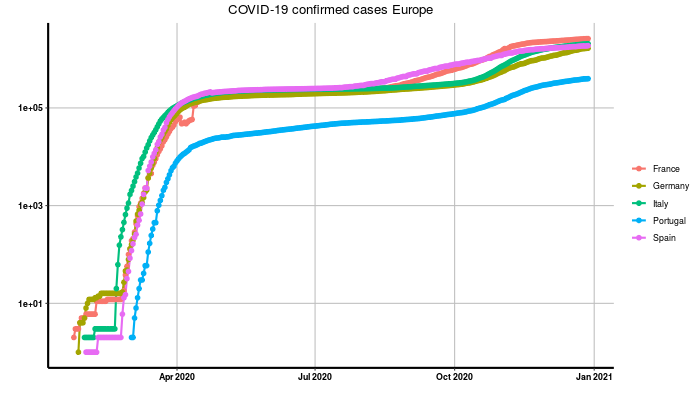 COVID-19 confirmed cases Europe
1e+05
1e+03
1e+01
Apr 2020
Jul 2020
Oct 2020
Jan 2021
France
Germany
Italy
Portugal
Spain